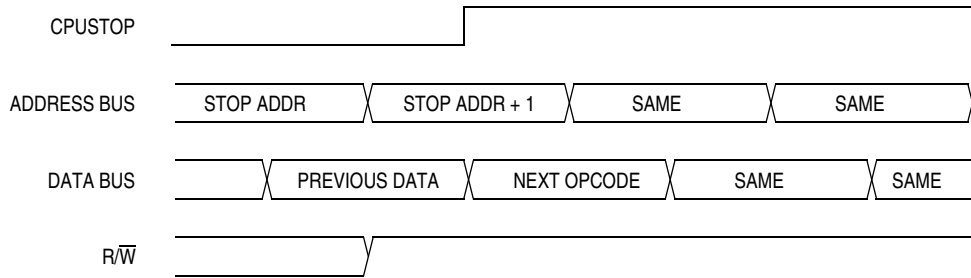 CPUSTOP
ADDRESS BUS STOP ADDR STOP ADDR + 1 SAME SAME
DATA BUS PREVIOUS DATA NEXT OPCODE SAME SAME
R/W̅